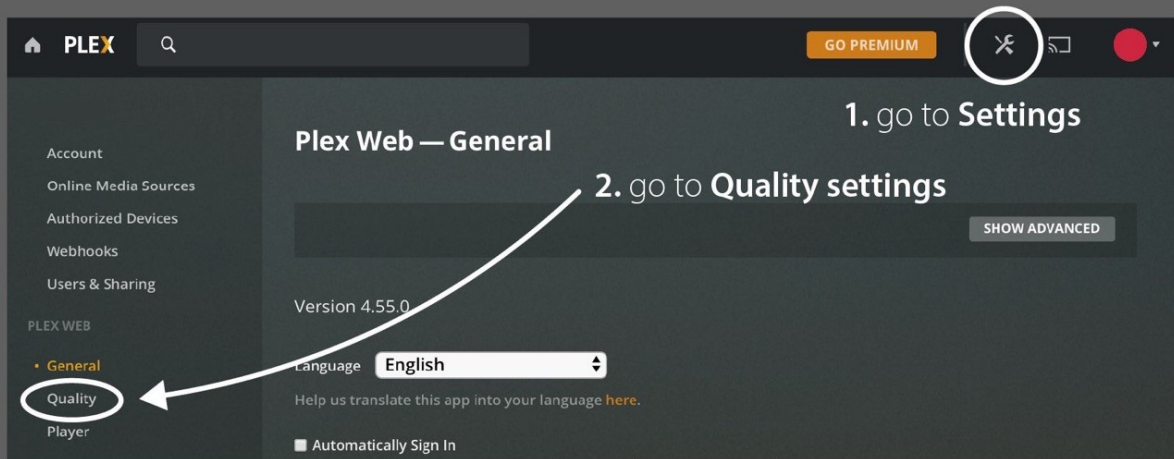 PLEX
GO PREMIUM
1. go to Settings
Account
Online Media Sources
Authorized Devices
Webhooks
Users & Sharing
PLEX WEB
• General
Quality
Player
Plex Web — General
2. go to Quality settings
SHOW ADVANCED
Version 4.55.0
Language English
Help us translate this app into your language here.
Automatically Sign In